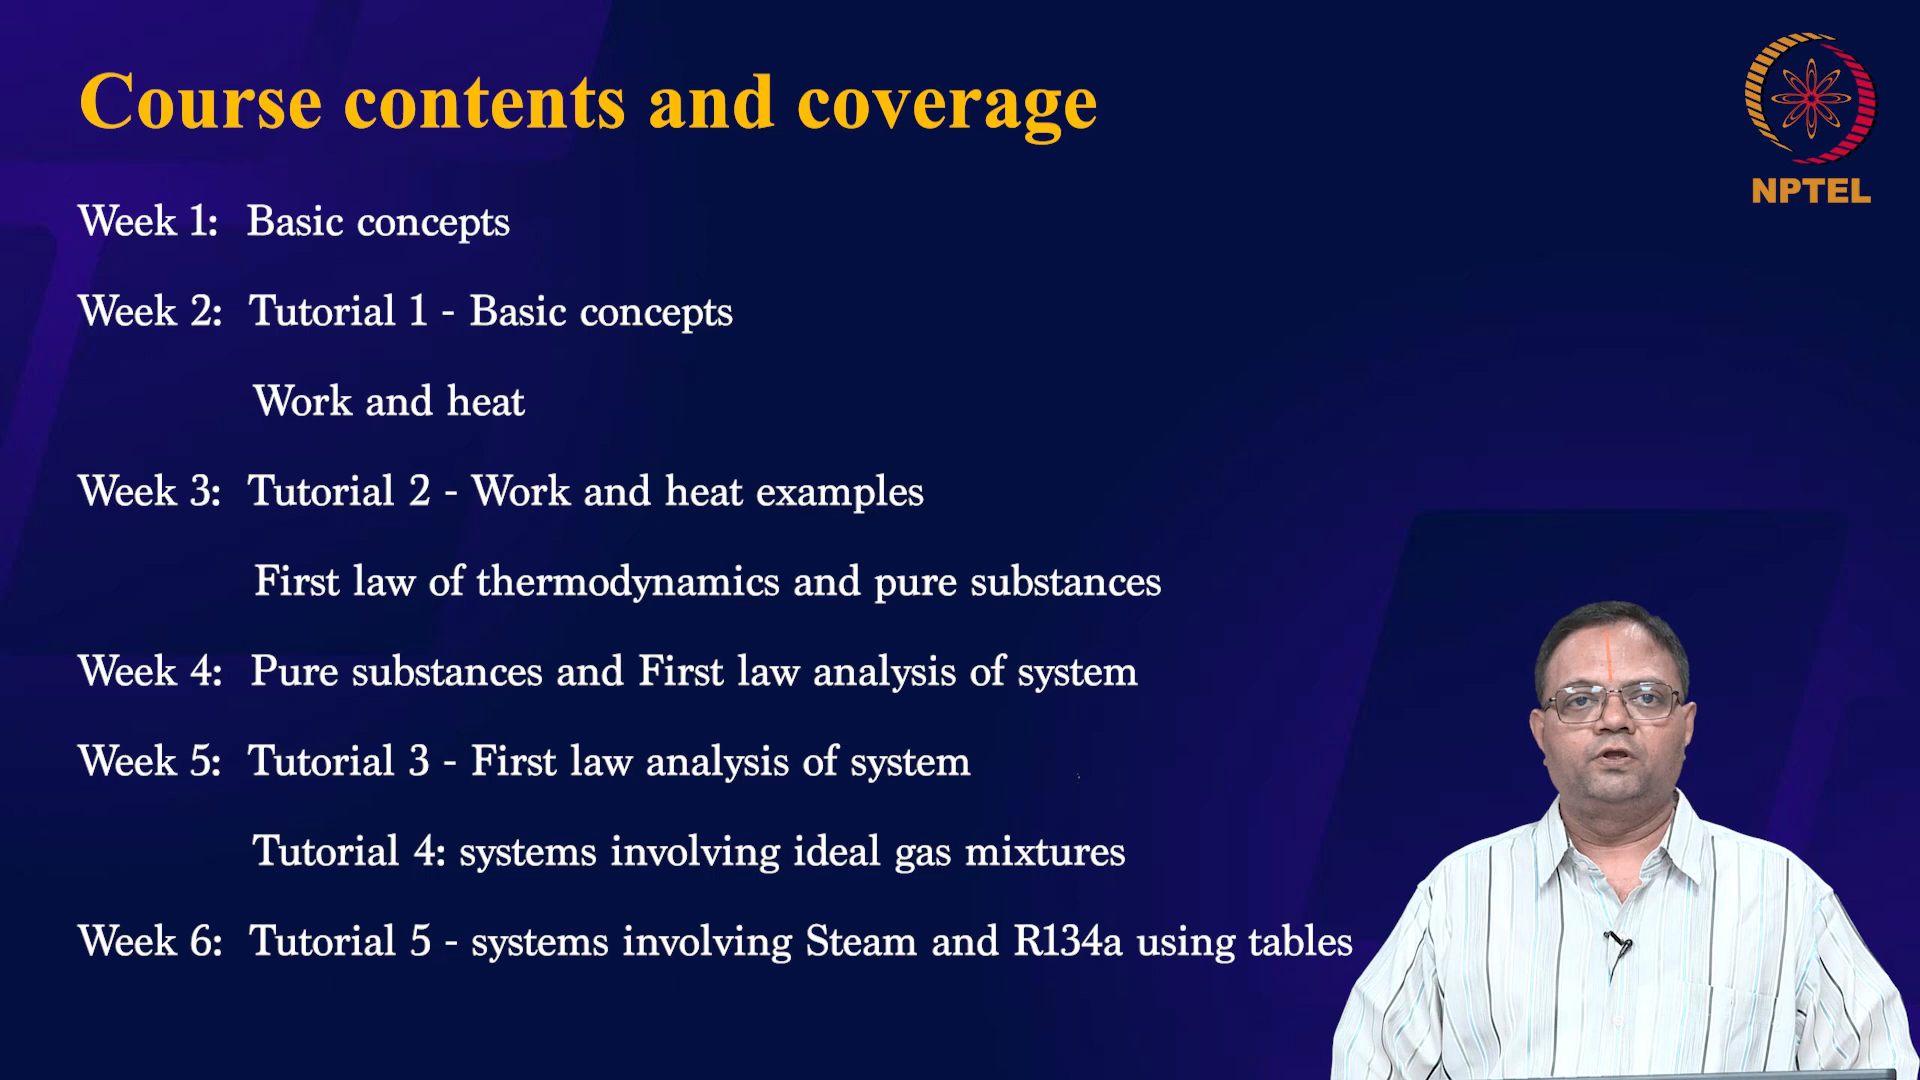 Course contents and coverage
NPTEL
Week 1: Basic concepts
Week 2: Tutorial 1 - Basic concepts
Work and heat
Week 3: Tutorial 2 - Work and heat examples
First law of thermodynamics and pure substances
Week 4: Pure substances and First law analysis of system
Week 5: Tutorial 3 - First law analysis of system
Tutorial 4: systems involving ideal gas mixtures
Week 6: Tutorial 5 - systems involving Steam and R134a using tables